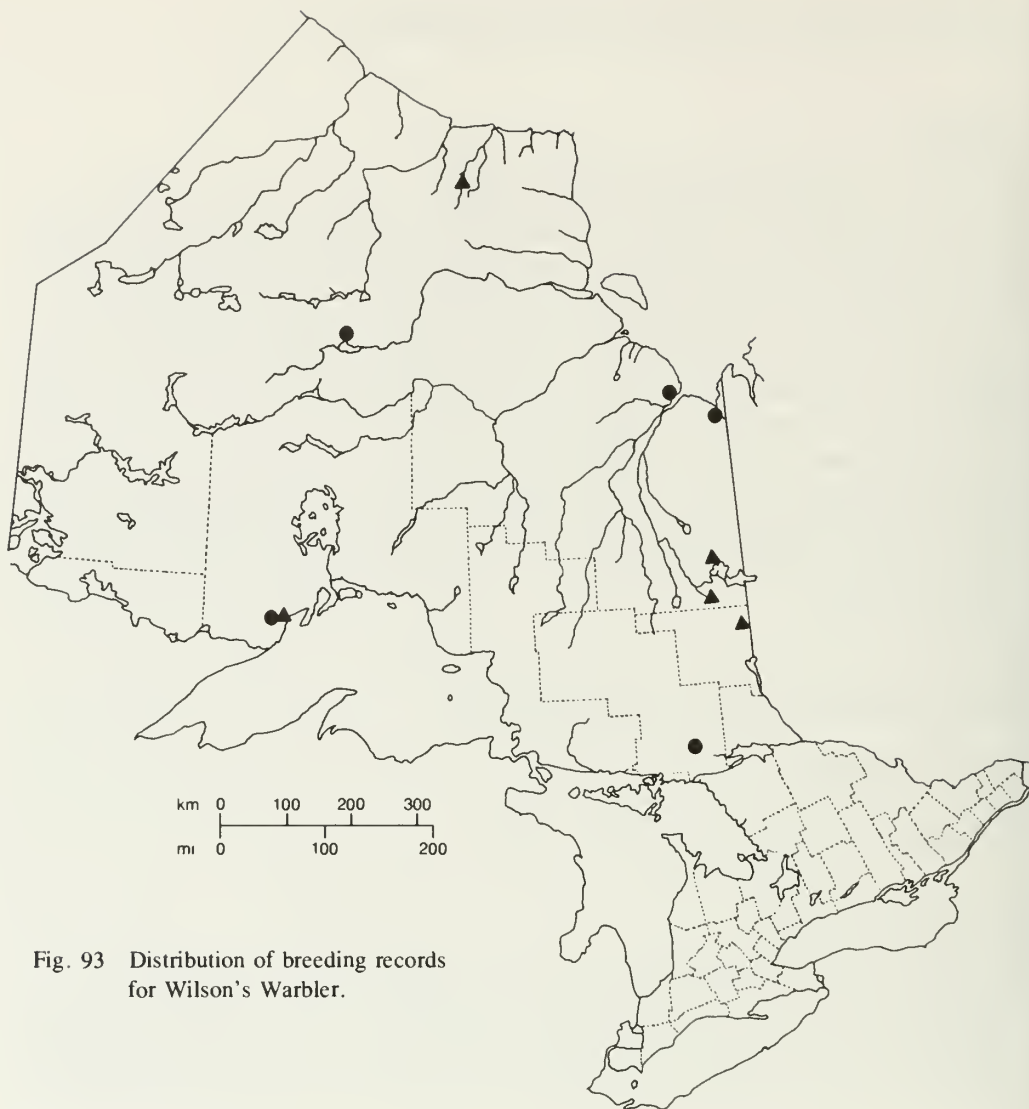 km 0 100 200 300
mi 0 100 200
Fig. 93 Distribution of breeding records
for Wilson's Warbler.